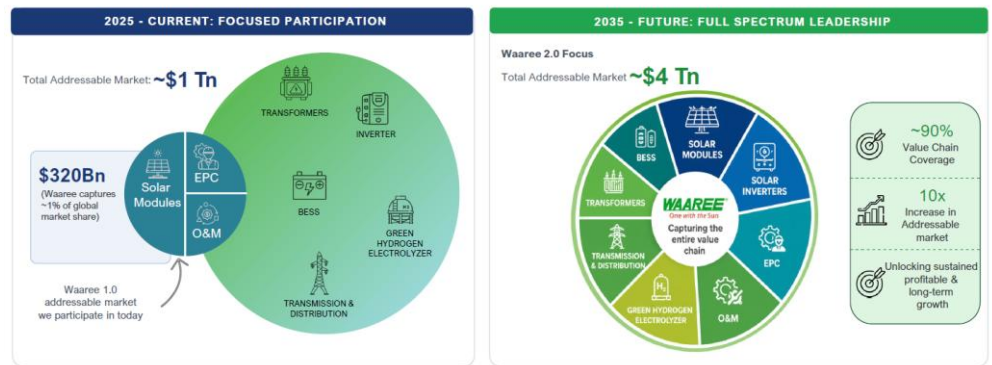 2025 - CURRENT: FOCUSED PARTICIPATION
Total Addressable Market: ~$1 Tn
TRANSFORMERS
INVERTER
$320Bn
(Waaree captures
~1% of global
market share)
Solar
Modules
EPC
O&M
BESS
GREEN
HYDROGEN
ELECTROLYZER
TRANSMISSION &
DISTRIBUTION
Waaree 1.0
addressable market
we participate in today
2035 - FUTURE: FULL SPECTRUM LEADERSHIP
Waaree 2.0 Focus
Total Addressable Market ~$4 Tn
BESS
SOLAR
MODULES
SOLAR
INVERTERS
TRANSFORMERS
WAAREE
One with the Sun
Capturing the
entire value
chain
TRANSMISSION
& DISTRIBUTION
EPC
H₂
GREEN HYDROGEN
ELECTROLYZER
O&M
~90%
Value Chain
Coverage
10x
Increase in
Addressable
market
Unlocking sustained
profitable &
long-term
growth